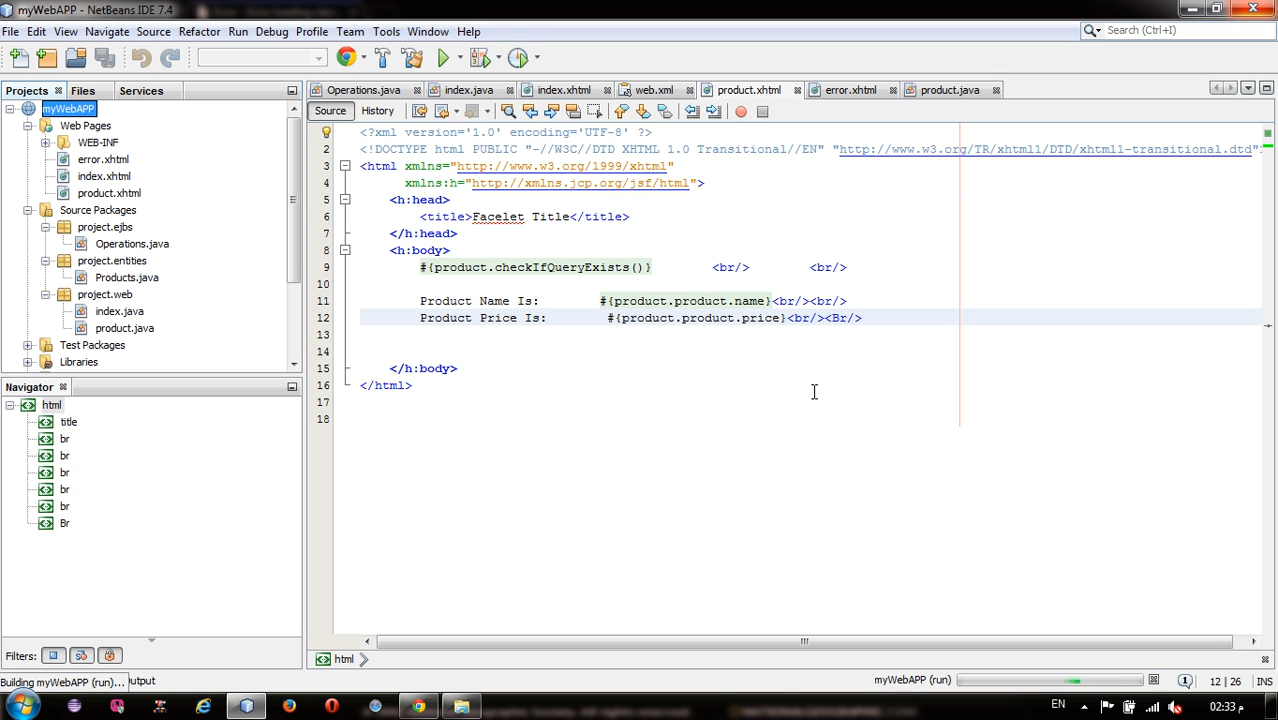 myWebAPP - NetBeans IDE 7.4
File Edit View Navigate Source Refactor Run Debug Profile Team Tools Window Help
Search (Ctrl+I)
Projects Files Services
Operations.java index.java index.xhtml web.xml product.xhtml error.xhtml product.java
Source History
myWebAPP
Web Pages
WEB-INF
error.xhtml
index.xhtml
product.xhtml
Source Packages
project.ejbs
Operations.java
project.entities
Products.java
project.web
index.java
product.java
Test Packages
Libraries
1 <?xml version='1.0' encoding='UTF-8' ?>
2 <!DOCTYPE html PUBLIC "-//W3C//DTD XHTML 1.0 Transitional//EN" "http://www.w3.org/TR/xhtml1/DTD/xhtml1-transitional.dtd">
3 <html xmlns="http://www.w3.org/1999/xhtml"
4 xmlns:h="http://xmlns.jcp.org/jsf/html">
5 <h:head>
6 <title>Facelet Title</title>
7 </h:head>
8 <h:body>
9 #{product.checkIfQueryExists()} <br/> <br/>
10
11 Product Name Is: #{product.product.name}<br/><br/>
12 Product Price Is: #{product.product.price}<br/><Br/>
13
14
15 </h:body>
16 </html>
17
18
Navigator
html
title
br
br
br
br
br
Br
Filters:
html
Building myWebAPP (run)... utput
myWebAPP (run)
1
12 | 26 INS
EN
02:33 م